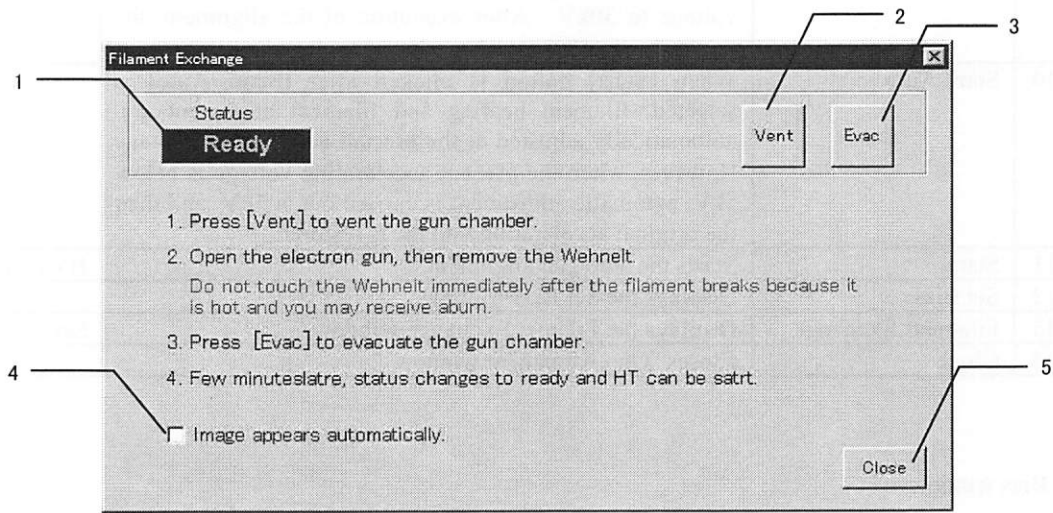 2
3
Filament Exchange
1
Status
Ready
Vent
Evac
1. Press [Vent] to vent the gun chamber.
2. Open the electron gun, then remove the Wehnelt.
Do not touch the Wehnelt immediately after the filament breaks because it
is hot and you may receive aburn.
3. Press [Evac] to evacuate the gun chamber.
4. Few minuteslatre, status changes to ready and HT can be satrt.
4
5
Image appears automatically.
Close